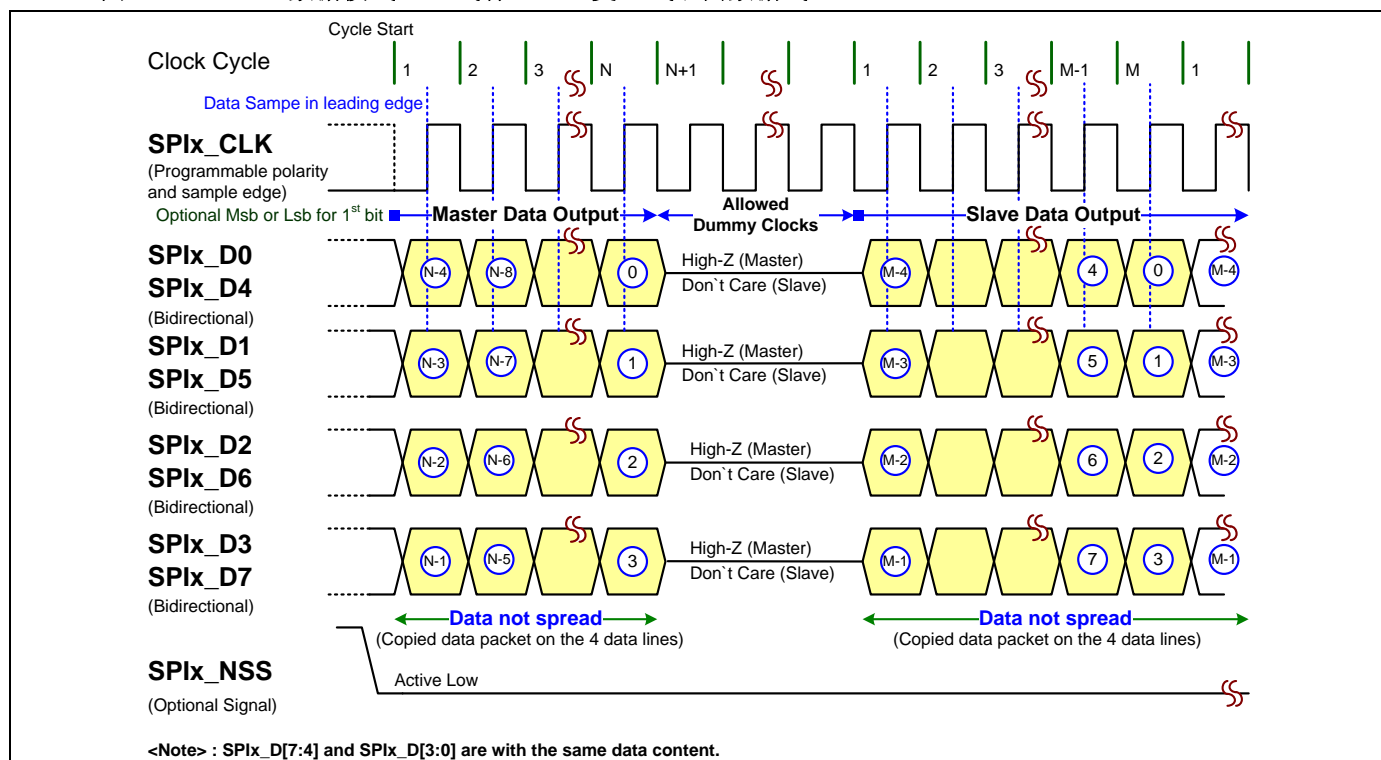 Cycle Start
Clock Cycle
1 2 3 N N+1 1 2 3 M-1 M 1
Data Sampe in leading edge
SPIx_CLK
(Programmable polarity
and sample edge)
Optional Msb or Lsb for 1st bit
Master Data Output
Allowed
Dummy Clocks
Slave Data Output
SPIx_D0
SPIx_D4
(Bidirectional)
N-4 N-8 0
High-Z (Master)
Don`t Care (Slave)
M-4 4 0 M-4
SPIx_D1
SPIx_D5
(Bidirectional)
N-3 N-7 1
High-Z (Master)
Don`t Care (Slave)
M-3 5 1 M-3
SPIx_D2
SPIx_D6
(Bidirectional)
N-2 N-6 2
High-Z (Master)
Don`t Care (Slave)
M-2 6 2 M-2
SPIx_D3
SPIx_D7
(Bidirectional)
N-1 N-5 3
High-Z (Master)
Don`t Care (Slave)
M-1 7 3 M-1
Data not spread
(Copied data packet on the 4 data lines)
Data not spread
(Copied data packet on the 4 data lines)
SPIx_NSS
(Optional Signal)
Active Low
<Note> : SPIx_D[7:4] and SPIx_D[3:0] are with the same data content.